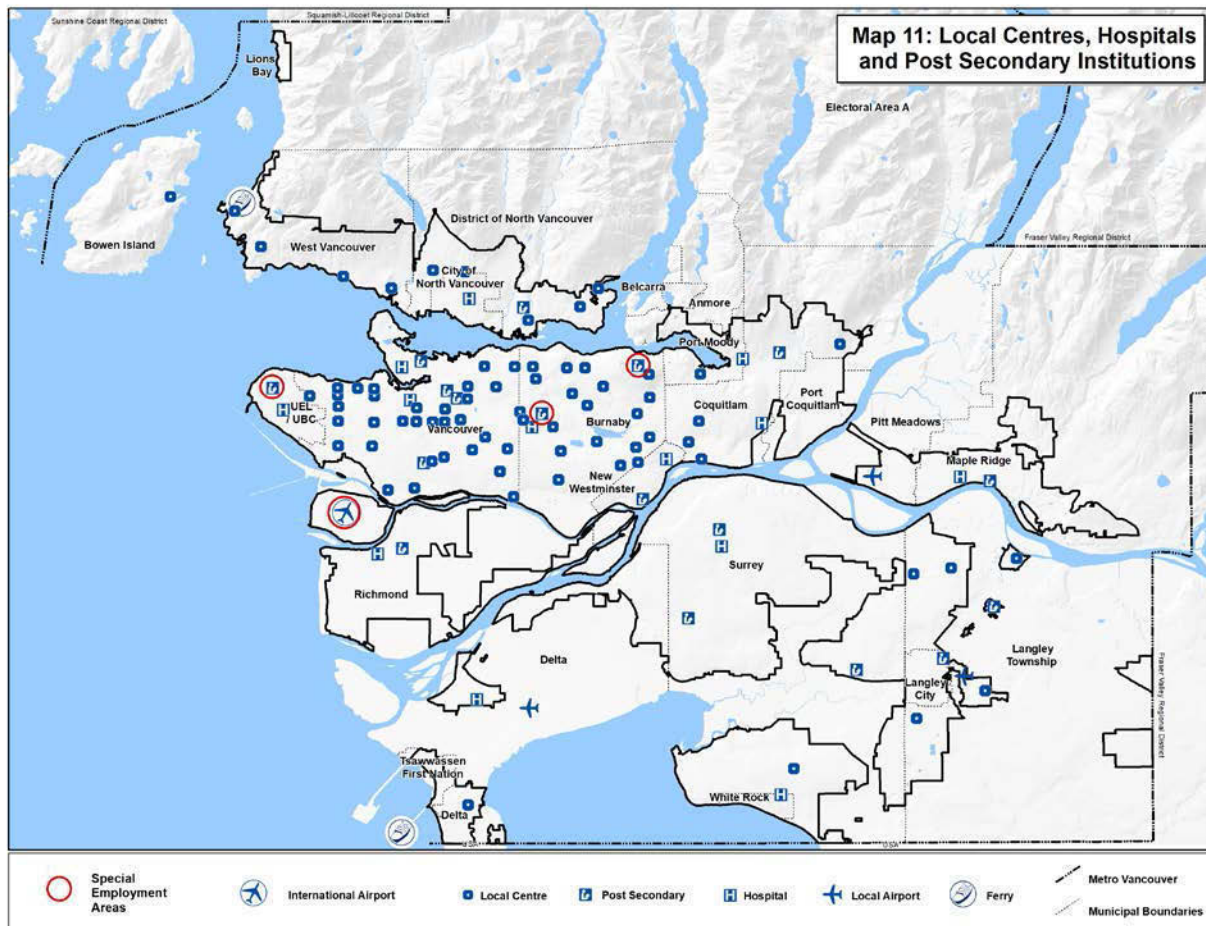 Sunshine Coast Regional District
Squamish-Lillooet Regional District
Map 11: Local Centres, Hospitals
and Post Secondary Institutions
Lions
Bay
Electoral Area A
Bowen Island
District of North Vancouver
West Vancouver
Fraser Valley Regional District
City of
North Vancouver
Belcarra
Anmore
Port Moody
UEL
/ UBC
Vancouver
Burnaby
Coquitlam
Port
Coquitlam
Pitt Meadows
Maple Ridge
New
Westminster
Richmond
Surrey
Delta
Langley
Township
Langley
City
Fraser Valley Regional District
Tsawwassen
First Nation
Delta
White Rock
USA
USA
Special
Employment
Areas
International Airport
Local Centre
Post Secondary
H
Hospital
Local Airport
Ferry
Metro Vancouver
Municipal Boundaries